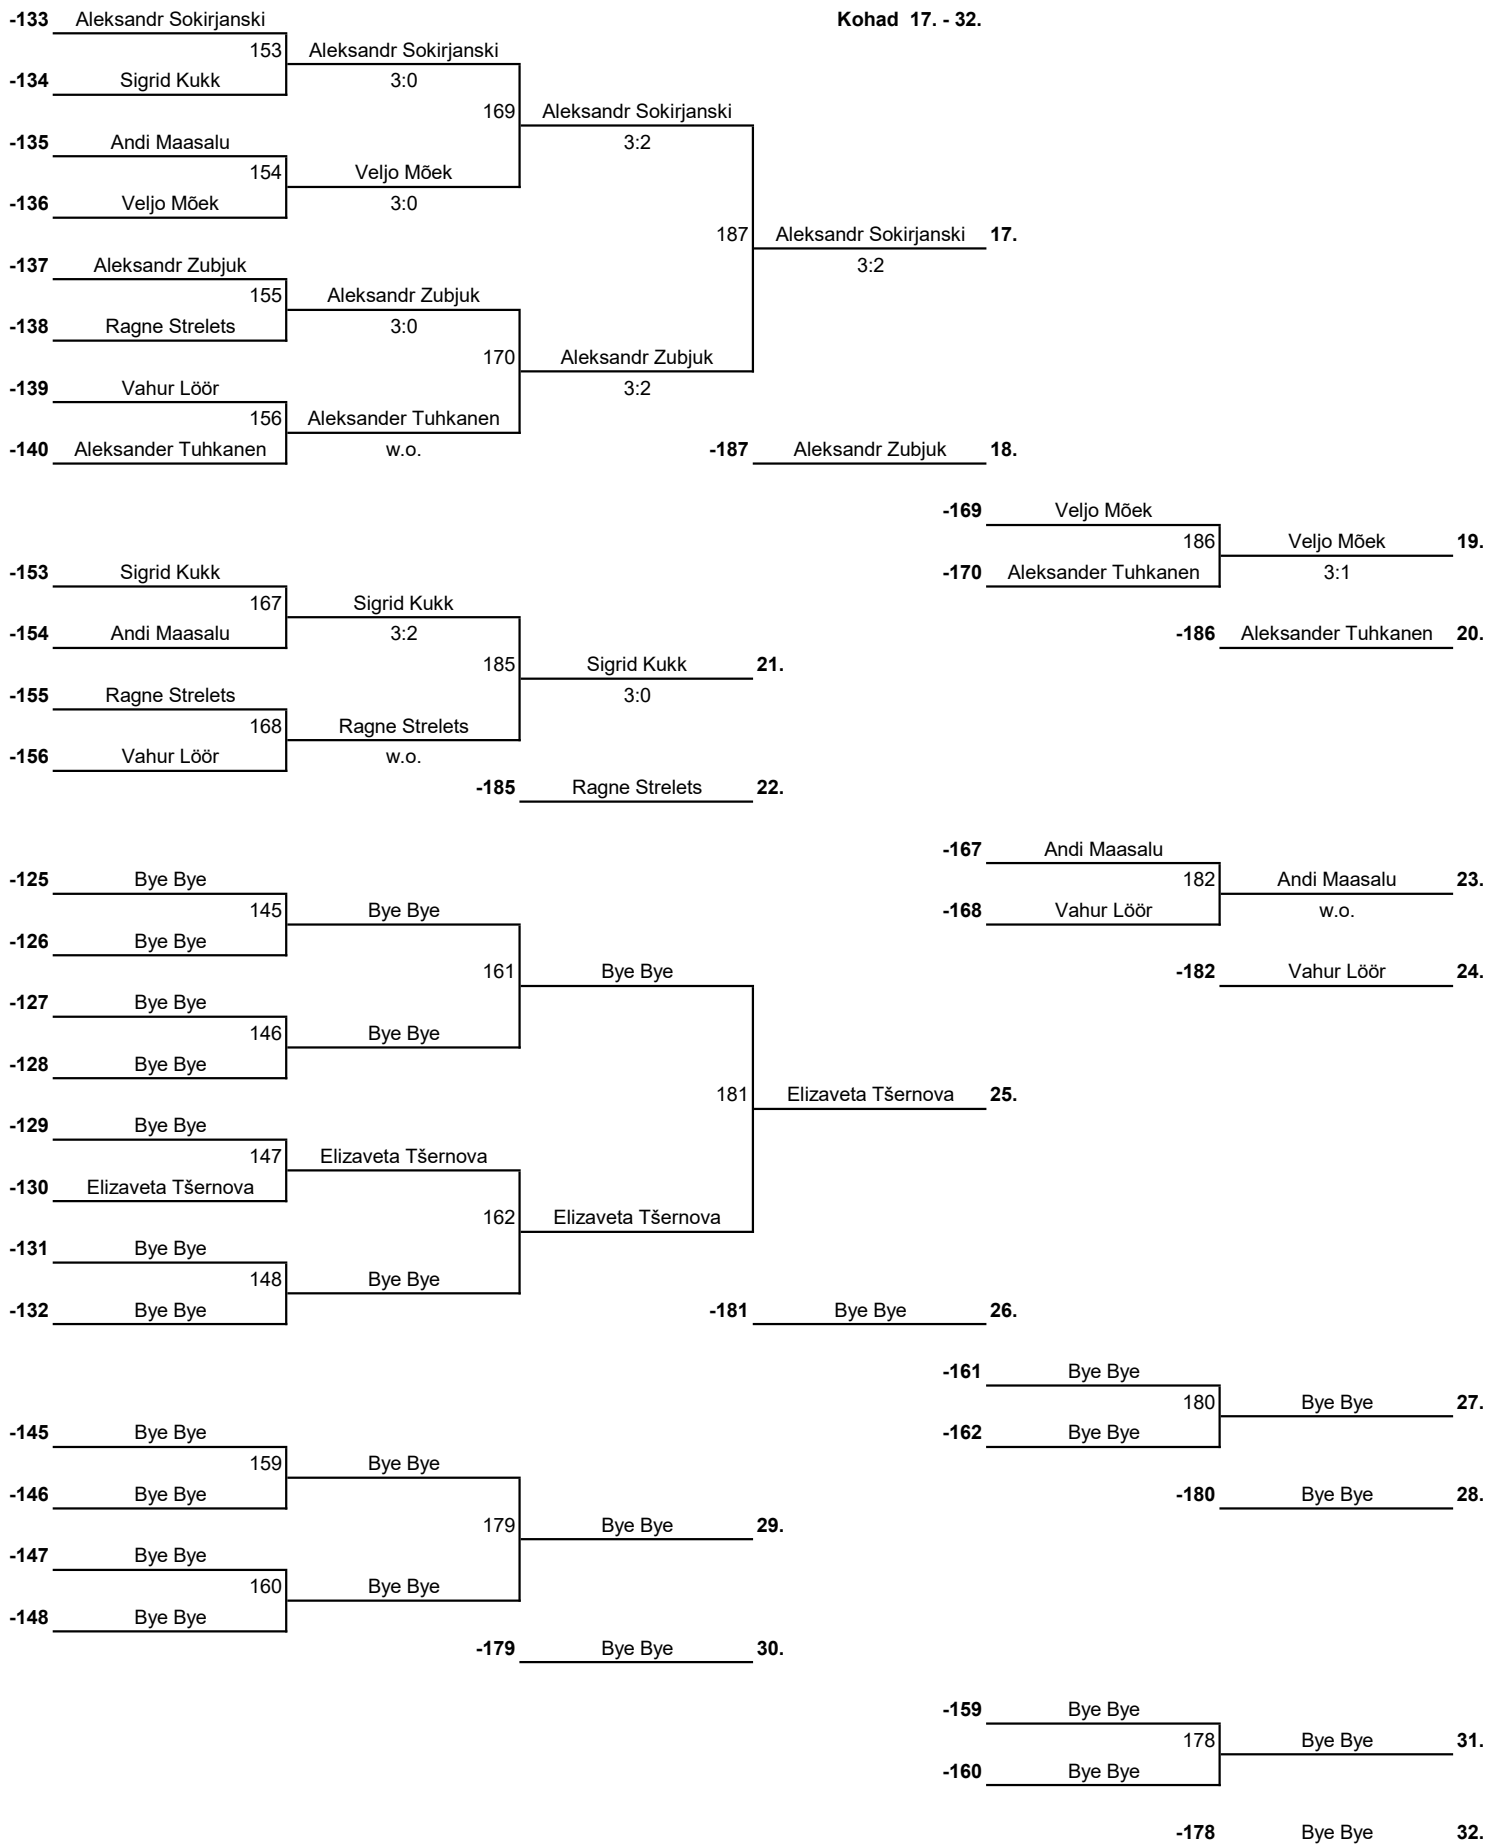 -133 Aleksandr Sokirjanski Kohad 17. - 32.
153 Aleksandr Sokirjanski
-134 Sigrid Kukk 3:0
169 Aleksandr Sokirjanski
-135 Andi Maasalu 3:2
154 Veljo Mõek
-136 Veljo Mõek 3:0
187 Aleksandr Sokirjanski 17.
-137 Aleksandr Zubjuk 3:2
155 Aleksandr Zubjuk
-138 Ragne Strelets 3:0
170 Aleksandr Zubjuk
-139 Vahur Löör 3:2
156 Aleksander Tuhkanen
-140 Aleksander Tuhkanen w.o. -187 Aleksandr Zubjuk 18.
-169 Veljo Mõek
186 Veljo Mõek 19.
-153 Sigrid Kukk -170 Aleksander Tuhkanen 3:1
167 Sigrid Kukk
-154 Andi Maasalu 3:2 -186 Aleksander Tuhkanen 20.
185 Sigrid Kukk 21.
-155 Ragne Strelets 3:0
168 Ragne Strelets
-156 Vahur Löör w.o.
-185 Ragne Strelets 22.
-167 Andi Maasalu
-125 Bye Bye 182 Andi Maasalu 23.
145 Bye Bye -168 Vahur Löör w.o.
-126 Bye Bye
161 Bye Bye -182 Vahur Löör 24.
-127 Bye Bye
146 Bye Bye
-128 Bye Bye
181 Elizaveta Tšernova 25.
-129 Bye Bye
147 Elizaveta Tšernova
-130 Elizaveta Tšernova
162 Elizaveta Tšernova
-131 Bye Bye
148 Bye Bye
-132 Bye Bye -181 Bye Bye 26.
-161 Bye Bye
180 Bye Bye 27.
-145 Bye Bye -162 Bye Bye
159 Bye Bye
-146 Bye Bye -180 Bye Bye 28.
179 Bye Bye 29.
-147 Bye Bye
160 Bye Bye
-148 Bye Bye
-179 Bye Bye 30.
-159 Bye Bye
178 Bye Bye 31.
-160 Bye Bye
-178 Bye Bye 32.